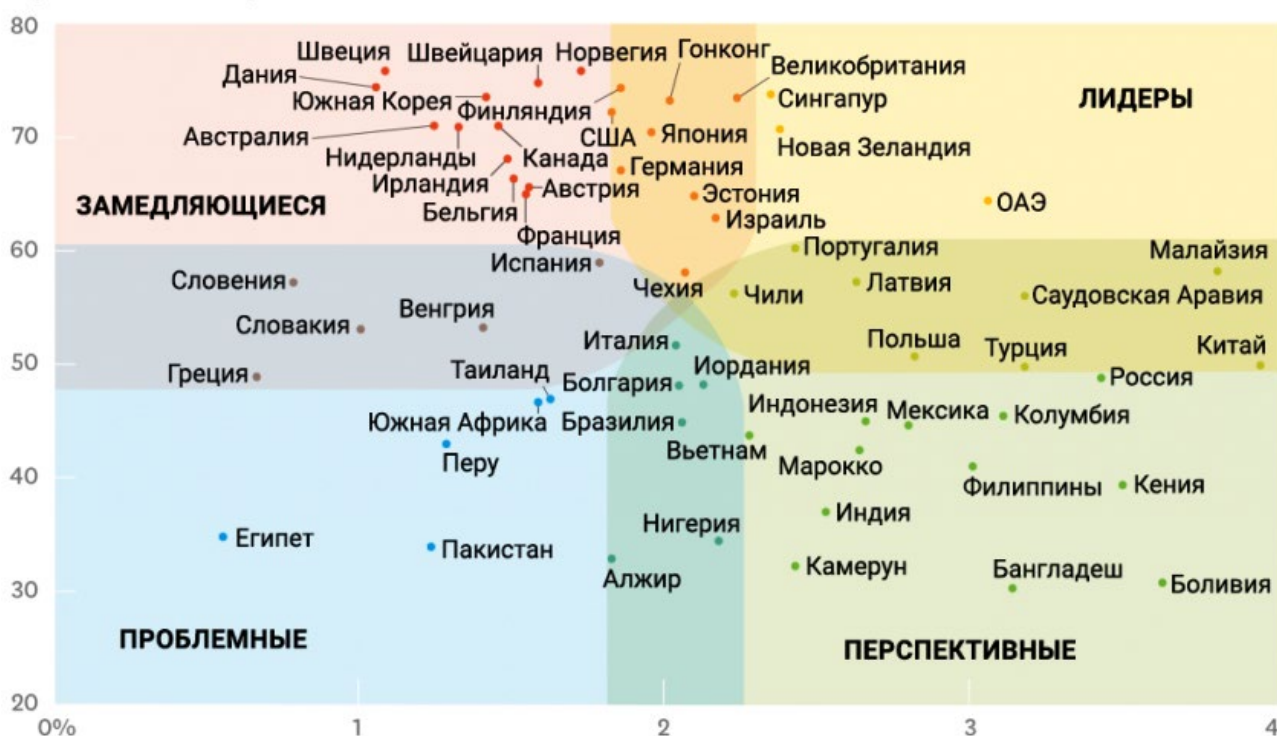 80
Швеция
Швейцария
Норвегия
Гонконг
Дания
Великобритания
Южная Корея
Финляндия
Сингапур
ЛИДЕРЫ
70
Австралия
США
Япония
Новая Зеландия
Нидерланды
Канада
Германия
Ирландия
Австрия
Эстония
ЗАМЕДЛЯЮЩИЕСЯ
Бельгия
Израиль
ОАЭ
Франция
60
Испания
Португалия
Малайзия
Словения
Чехия
Чили
Латвия
Саудовская Аравия
Венгрия
Словакия
Италия
Польша
Турция
Китай
50
Греция
Таиланд
Болгария
Иордания
Россия
Южная Африка
Бразилия
Индонезия
Мексика
Колумбия
Перу
Вьетнам
Марокко
40
Филиппины
Кения
Египет
Пакистан
Нигерия
Индия
Алжир
Камерун
Бангладеш
Боливия
30
ПРОБЛЕМНЫЕ
ПЕРСПЕКТИВНЫЕ
20
0%
1
2
3
4